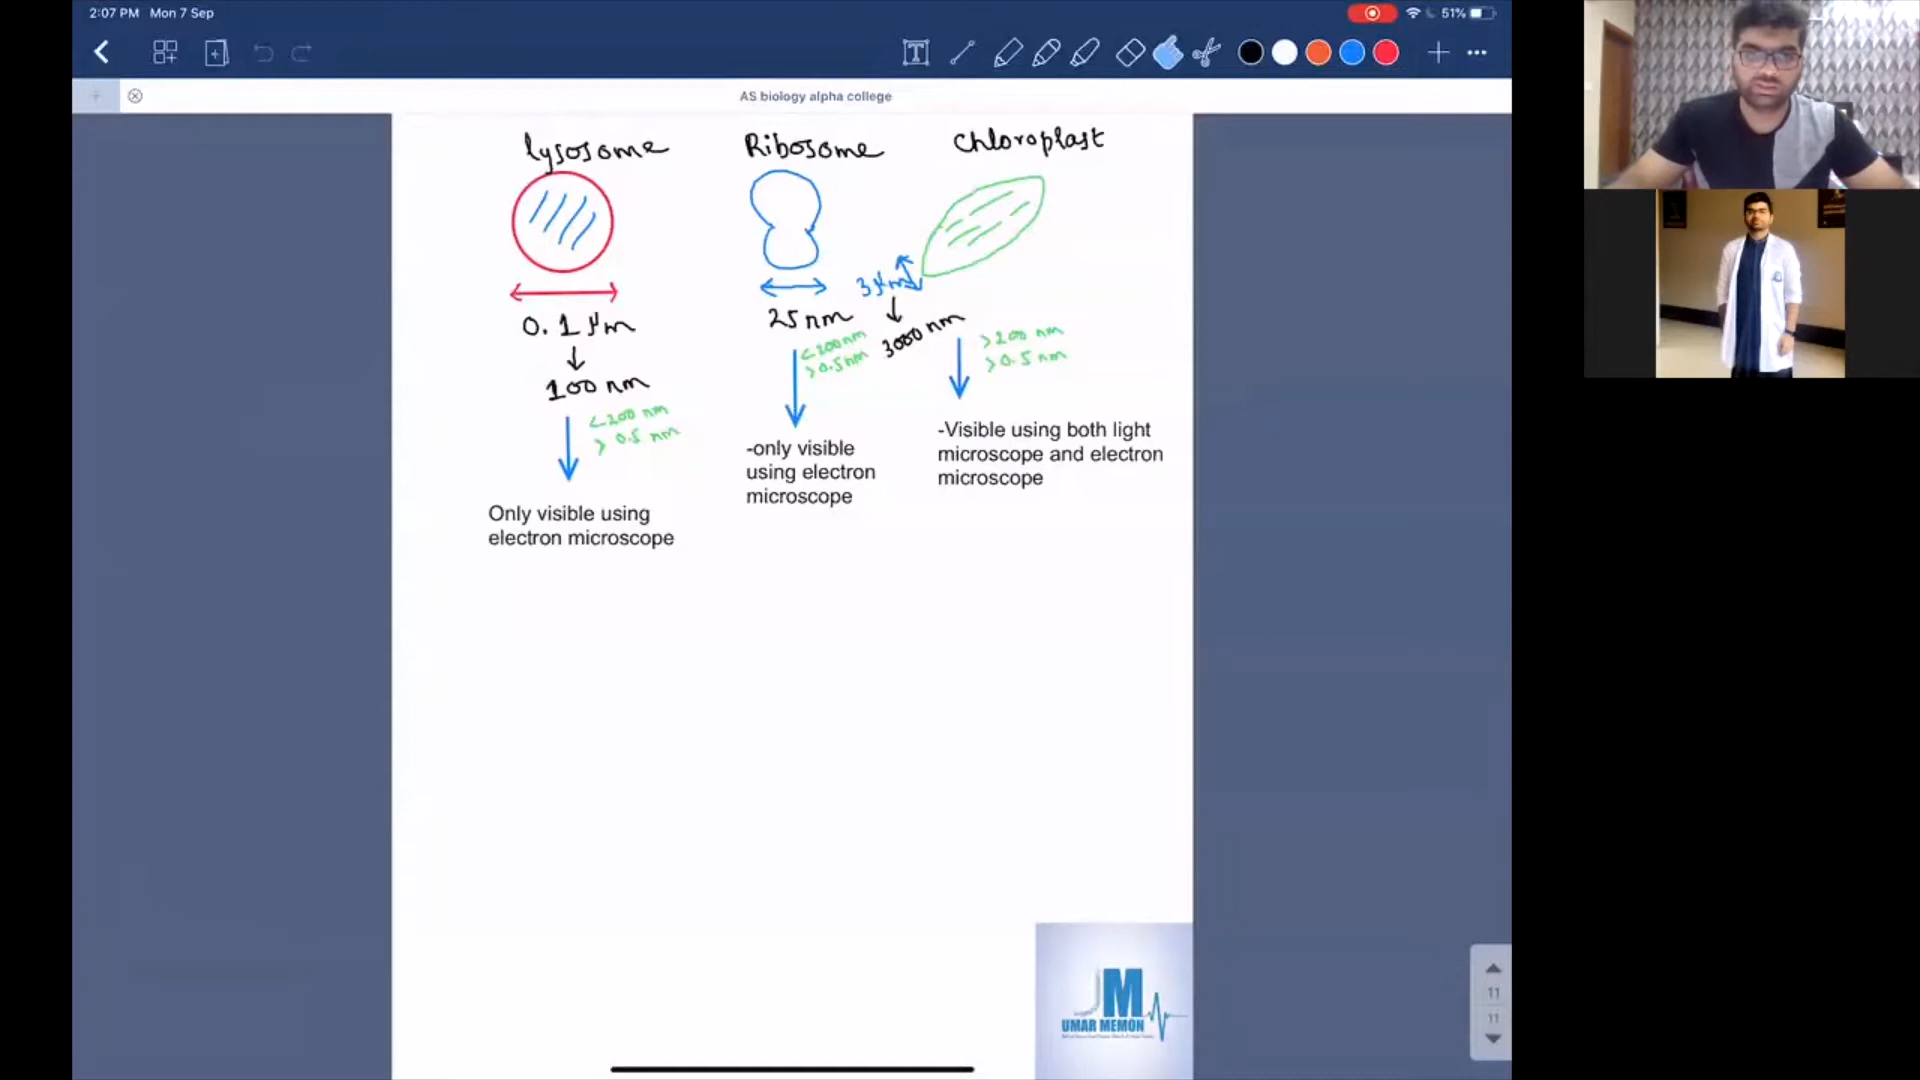 2:07 PM Mon 7 Sep
51%
AS biology alpha college
lysosome
Ribosome
Chloroplast
3 µm
25 nm
0.1 µm
3000 nm
<200 nm
>0.5 nm
>200 nm
>0.5 nm
100 nm
<200 nm
>0.5 nm
-Visible using both light
microscope and electron
microscope
-only visible
using electron
microscope
Only visible using
electron microscope
JM
UMAR MEMON
11
11